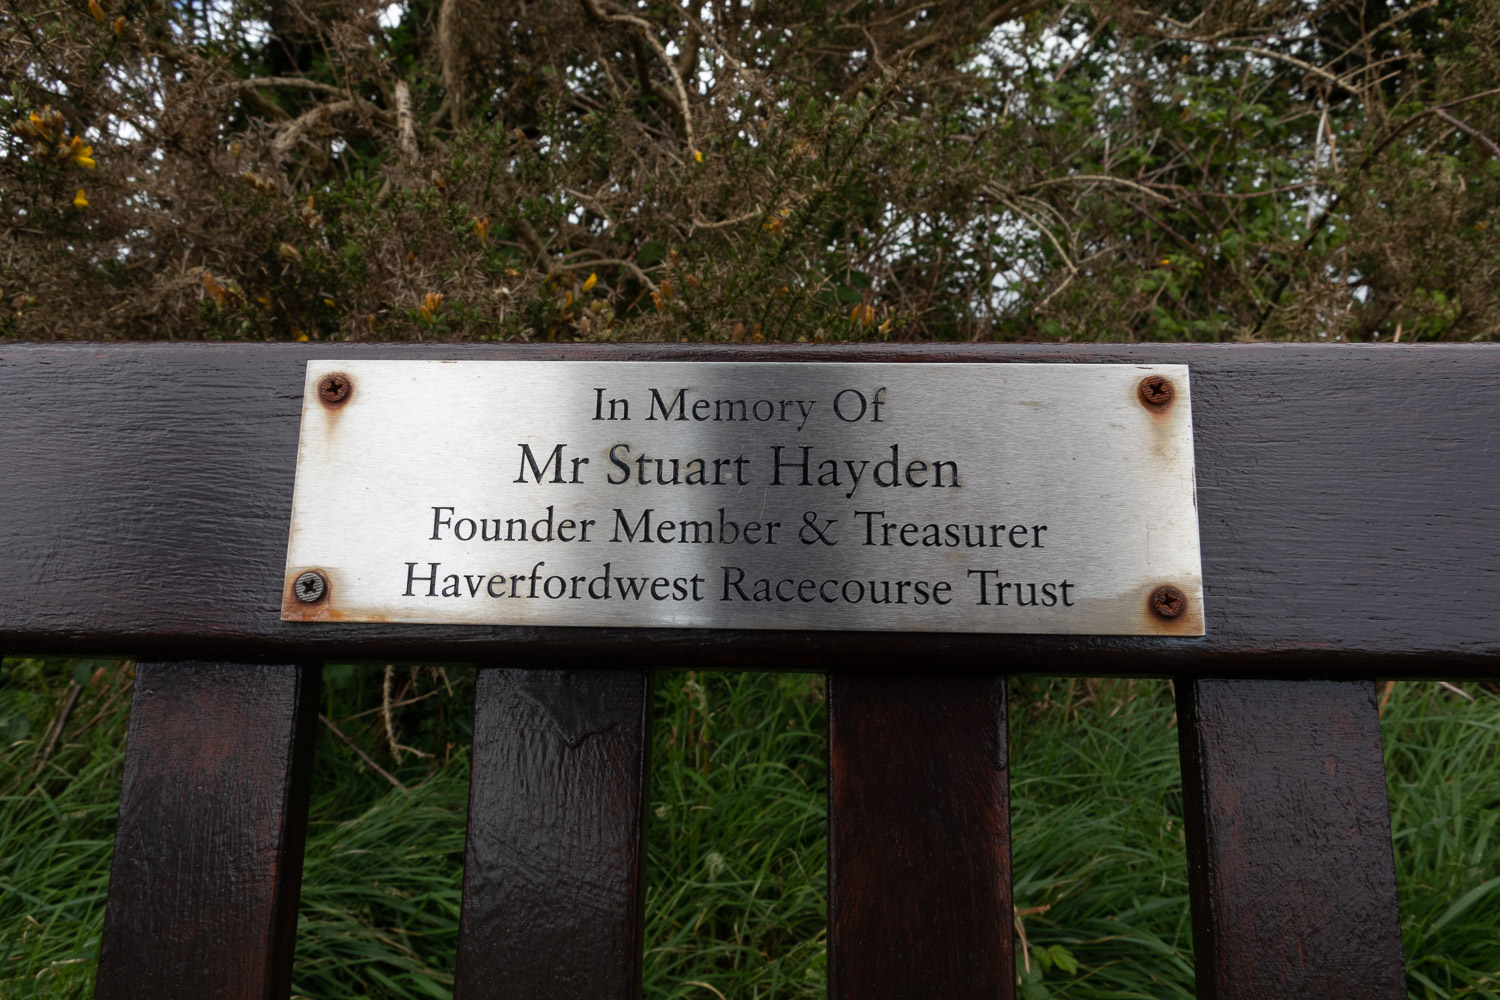 In Memory Of
Mr Stuart Hayden
Founder Member & Treasurer
Haverfordwest Racecourse Trust